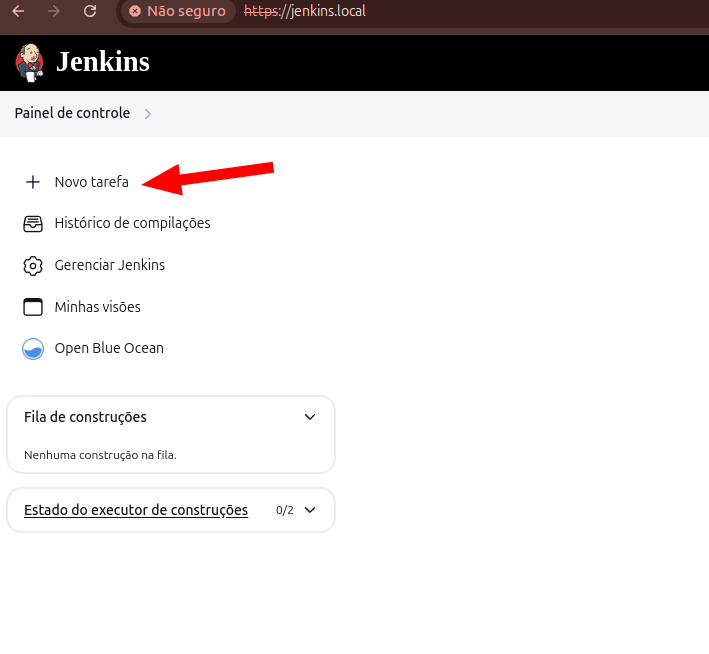 Não seguro https://jenkins.local
Jenkins
Painel de controle
Novo tarefa
Histórico de compilações
Gerenciar Jenkins
Minhas visões
Open Blue Ocean
Fila de construções
Nenhuma construção na fila.
Estado do executor de construções 0/2